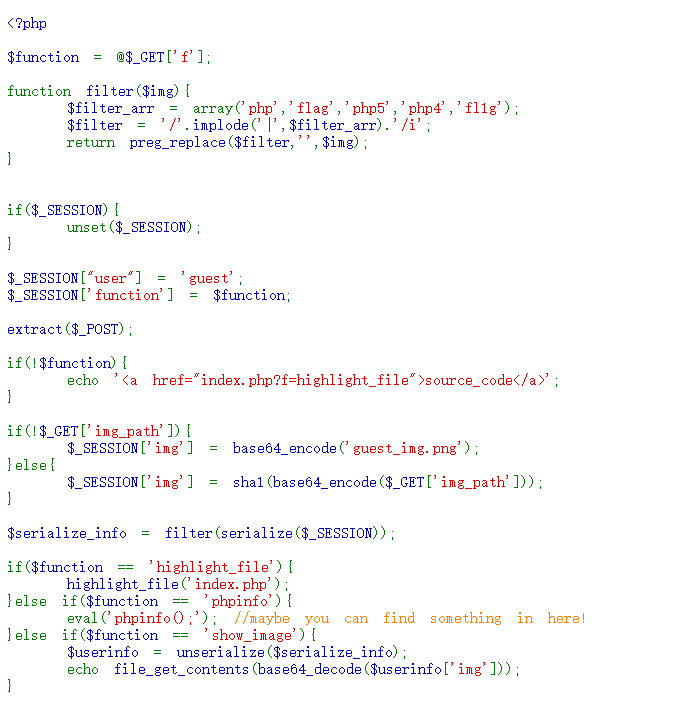 <?php
$function = @$_GET['f'];
function filter($img){
$filter_arr = array('php','flag','php5','php4','fl1g');
$filter = '/'.implode('|',$filter_arr).'/i';
return preg_replace($filter,'',$img);
}
if($_SESSION){
unset($_SESSION);
}
$_SESSION["user"] = 'guest';
$_SESSION['function'] = $function;
extract($_POST);
if(!$function){
echo '<a href="index.php?f=highlight_file">source_code</a>';
}
if(!$_GET['img_path']){
$_SESSION['img'] = base64_encode('guest_img.png');
}else{
$_SESSION['img'] = sha1(base64_encode($_GET['img_path']));
}
$serialize_info = filter(serialize($_SESSION));
if($function == 'highlight_file'){
highlight_file('index.php');
}else if($function == 'phpinfo'){
eval('phpinfo();'); //maybe you can find something in here!
}else if($function == 'show_image'){
$userinfo = unserialize($serialize_info);
echo file_get_contents(base64_decode($userinfo['img']));
}